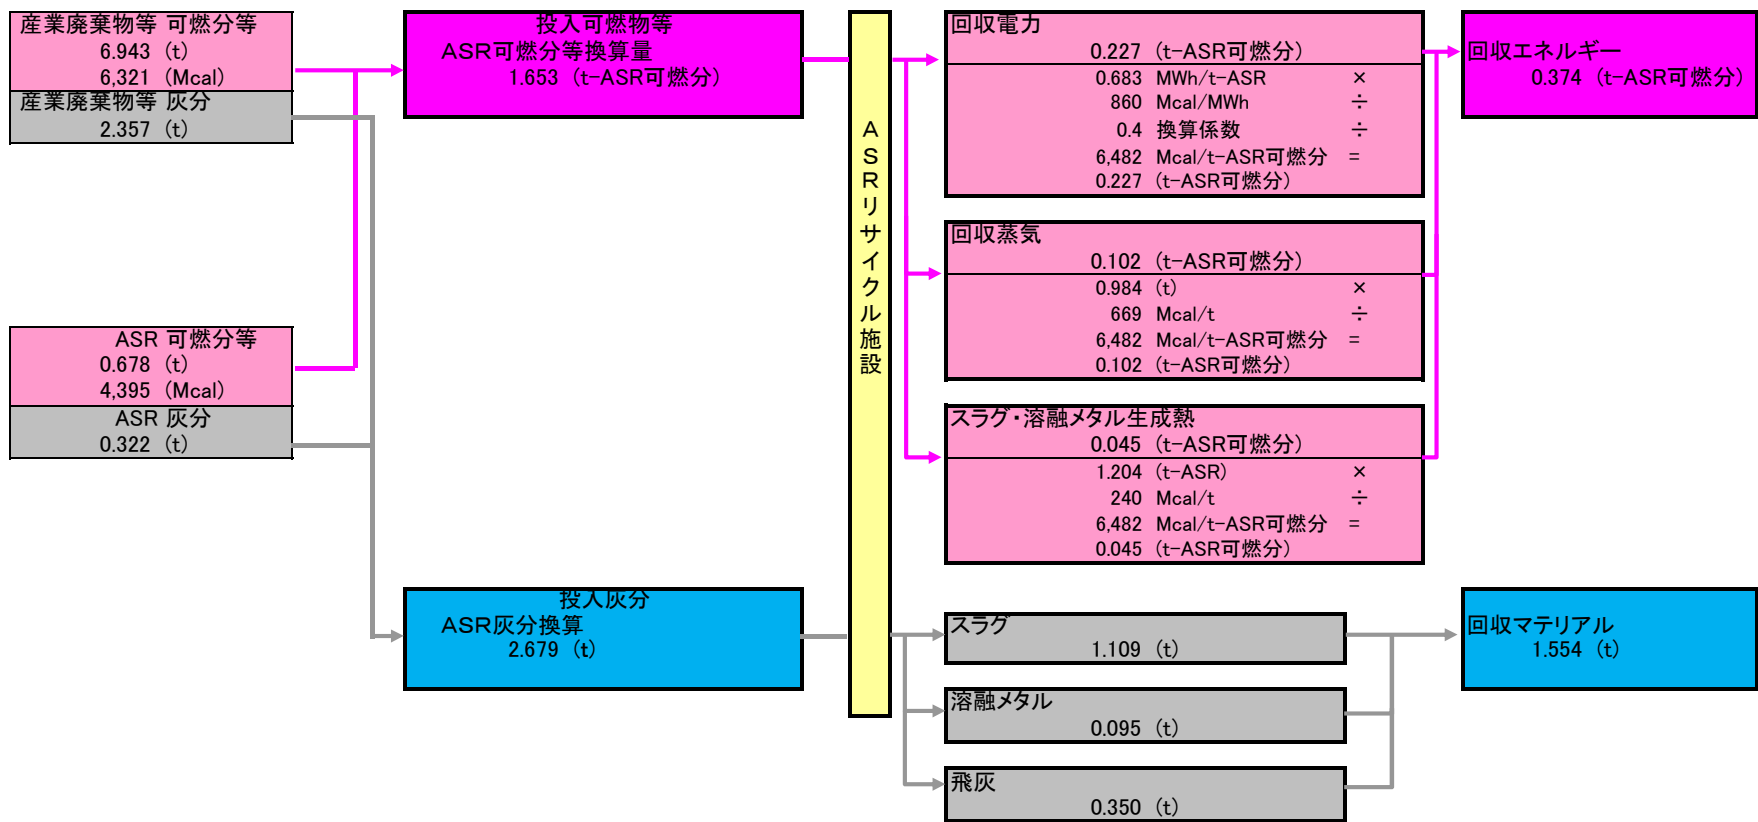 産業廃棄物等 可燃分等
6.943 (t)
6,321 (Mcal)
産業廃棄物等 灰分
2.357 (t)
ASR 可燃分等
0.678 (t)
4,395 (Mcal)
ASR 灰分
0.322 (t)
投入可燃物等
ASR可燃分等換算量
1.653 (t-ASR可燃分)
投入灰分
ASR灰分換算
2.679 (t)
ASRリサイクル施設
回収電力
0.227 (t-ASR可燃分)
0.683 MWh/t-ASR ×
860 Mcal/MWh ÷
0.4 換算係数 ÷
6,482 Mcal/t-ASR可燃分 =
0.227 (t-ASR可燃分)
回収蒸気
0.102 (t-ASR可燃分)
0.984 (t) ×
669 Mcal/t ÷
6,482 Mcal/t-ASR可燃分 =
0.102 (t-ASR可燃分)
スラグ・溶融メタル生成熱
0.045 (t-ASR可燃分)
1.204 (t-ASR) ×
240 Mcal/t ÷
6,482 Mcal/t-ASR可燃分 =
0.045 (t-ASR可燃分)
スラグ
1.109 (t)
溶融メタル
0.095 (t)
飛灰
0.350 (t)
回収エネルギー
0.374 (t-ASR可燃分)
回収マテリアル
1.554 (t)